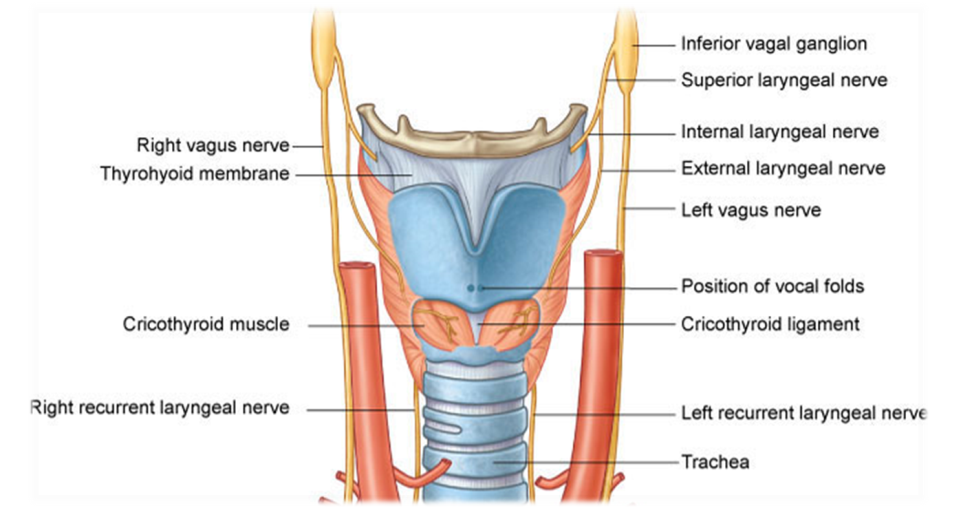 Inferior vagal ganglion
Superior laryngeal nerve
Right vagus nerve
Internal laryngeal nerve
Thyrohyoid membrane
External laryngeal nerve
Left vagus nerve
Position of vocal folds
Cricothyroid muscle
Cricothyroid ligament
Right recurrent laryngeal nerve
Left recurrent laryngeal nerve
Trachea